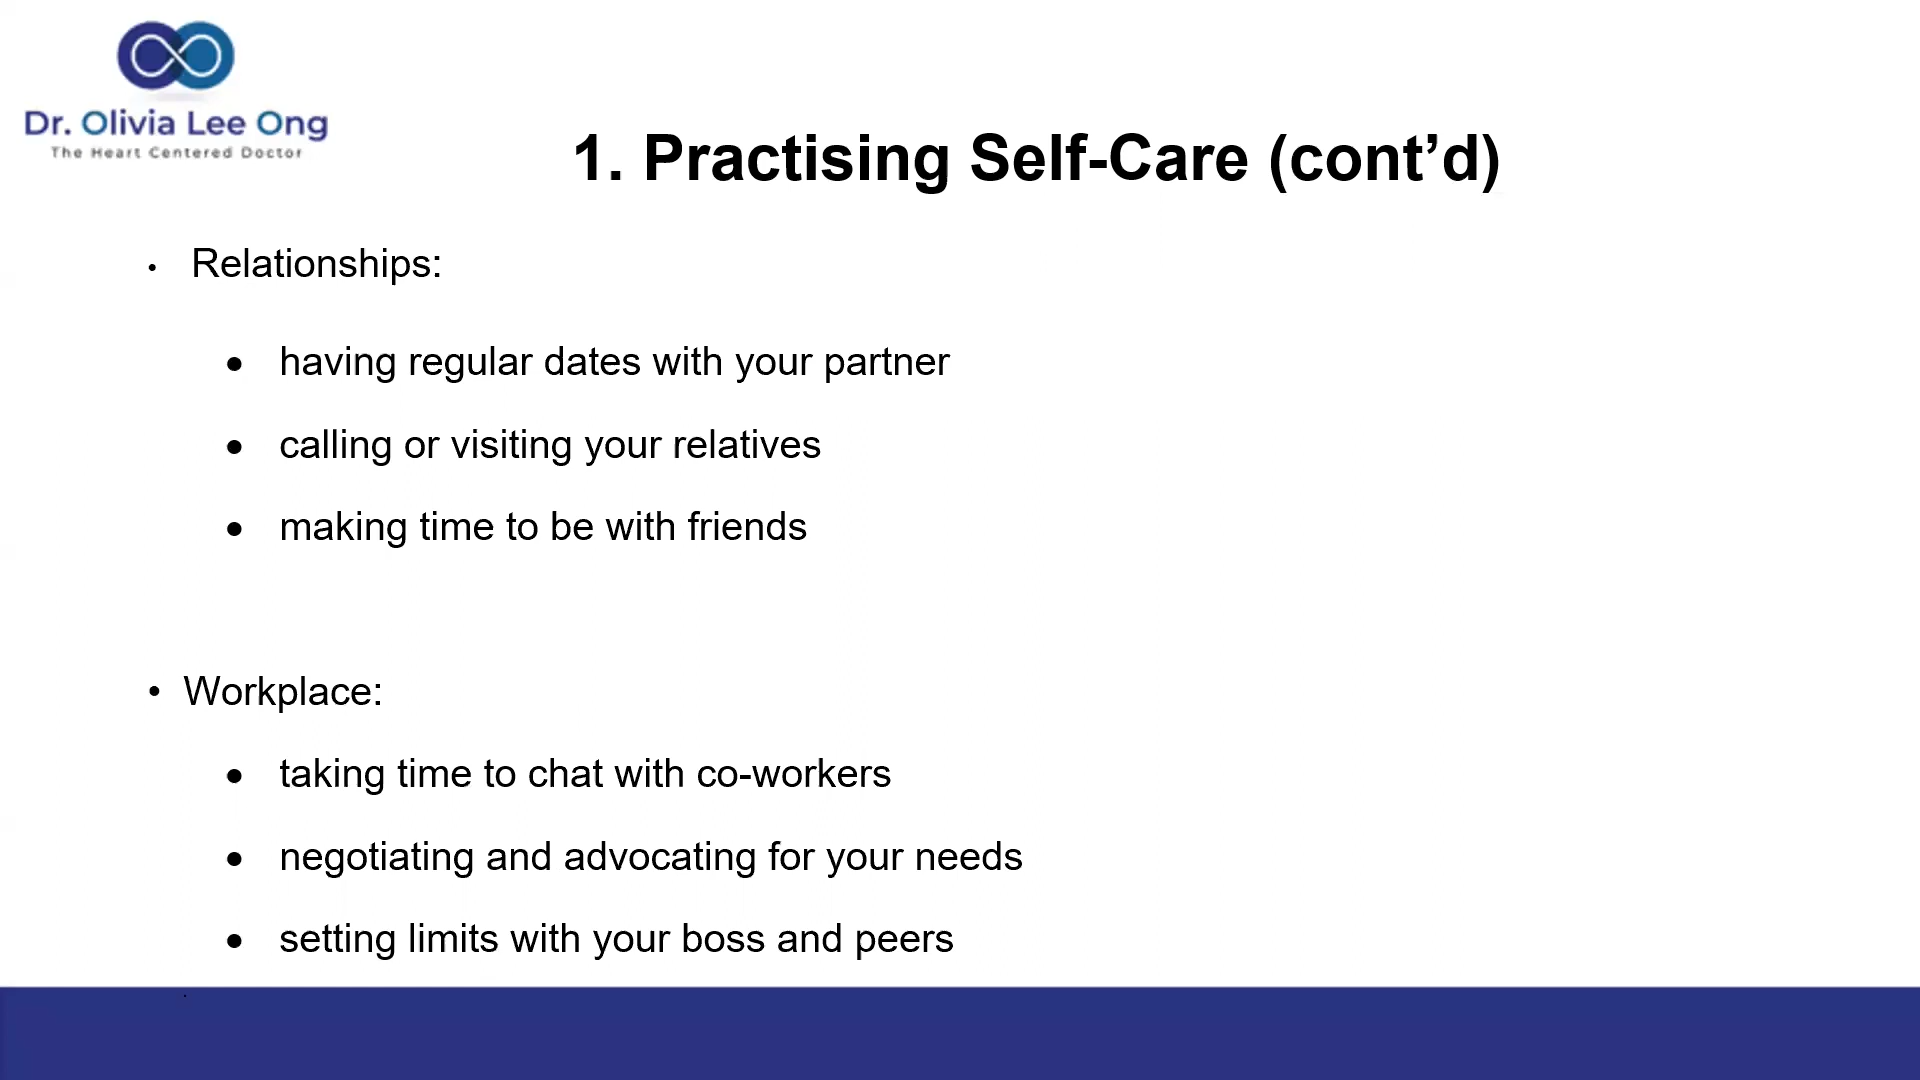 Dr. Olivia Lee Ong
The Heart Centered Doctor
1. Practising Self-Care (cont’d)
• Relationships:
● having regular dates with your partner
● calling or visiting your relatives
● making time to be with friends
• Workplace:
● taking time to chat with co-workers
● negotiating and advocating for your needs
● setting limits with your boss and peers